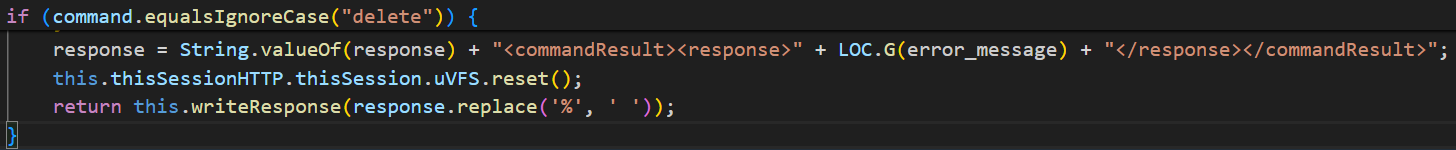 if (command.equalsIgnoreCase("delete")) {
response = String.valueOf(response) + "<commandResult><response>" + LOC.G(error_message) + "</response></commandResult>";
this.thisSessionHTTP.thisSession.uVFS.reset();
return this.writeResponse(response.replace('%', ' '));
}